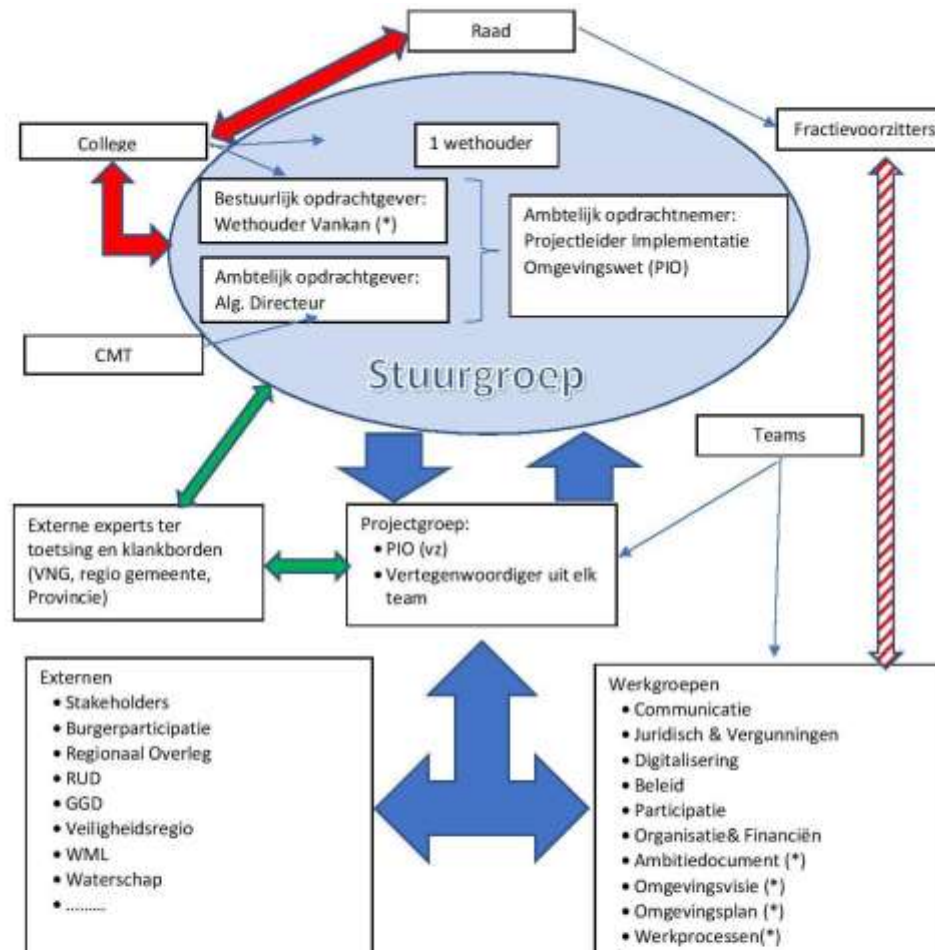 Raad
College
Fractievoorzitters
1 wethouder
Bestuurlijk opdrachtgever:
Wethouder Vankan (*)
Ambtelijk opdrachtnemer:
Projectleider Implementatie
Omgevingswet (PIO)
Ambtelijk opdrachtgever:
Alg. Directeur
CMT
Stuurgroep
Teams
Externe experts ter
toetsing en klankborden
(VNG, regio gemeente,
Provincie)
Projectgroep:
• PIO (vz)
• Vertegenwoordiger uit elk
team
Externen
• Stakeholders
• Burgerparticipatie
• Regionaal Overleg
• RUD
• GGD
• Veiligheidsregio
• WML
• Waterschap
• .........
Werkgroepen
• Communicatie
• Juridisch & Vergunningen
• Digitalisering
• Beleid
• Participatie
• Organisatie& Financiën
• Ambitiedocument (*)
• Omgevingsvisie (*)
• Omgevingsplan (*)
• Werkprocessen(*)